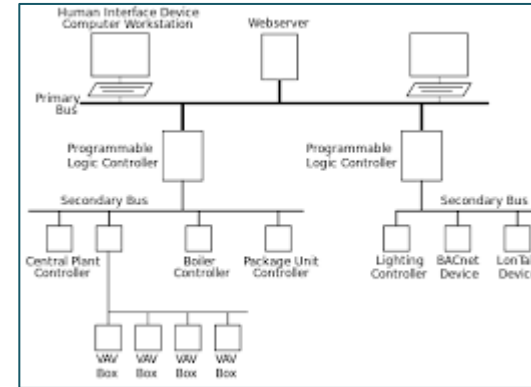 Human Interface Device
Computer Workstation
Webserver
Primary
Bus
Programmable
Logic Controller
Programmable
Logic Controller
Secondary Bus
Secondary Bus
Central Plant
Controller
Boiler
Controller
Package Unit
Controller
Lighting
Controller
BACnet
Device
LonTal
Device
VAV
Box
VAV
Box
VAV
Box
VAV
Box